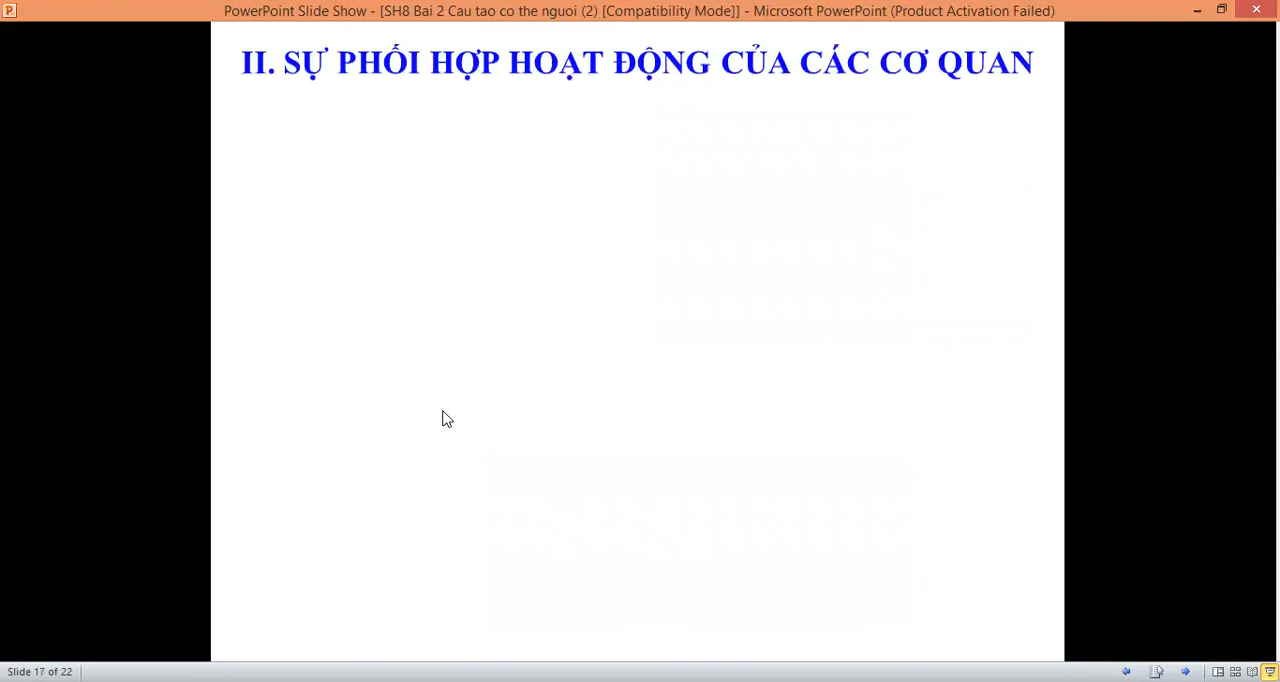 PowerPoint Slide Show - [SH8 Bai 2 Cau tao co the nguoi (2) [Compatibility Mode]] - Microsoft PowerPoint (Product Activation Failed)
II. SỰ PHỐI HỢP HOẠT ĐỘNG CỦA CÁC CƠ QUAN
Slide 17 of 22